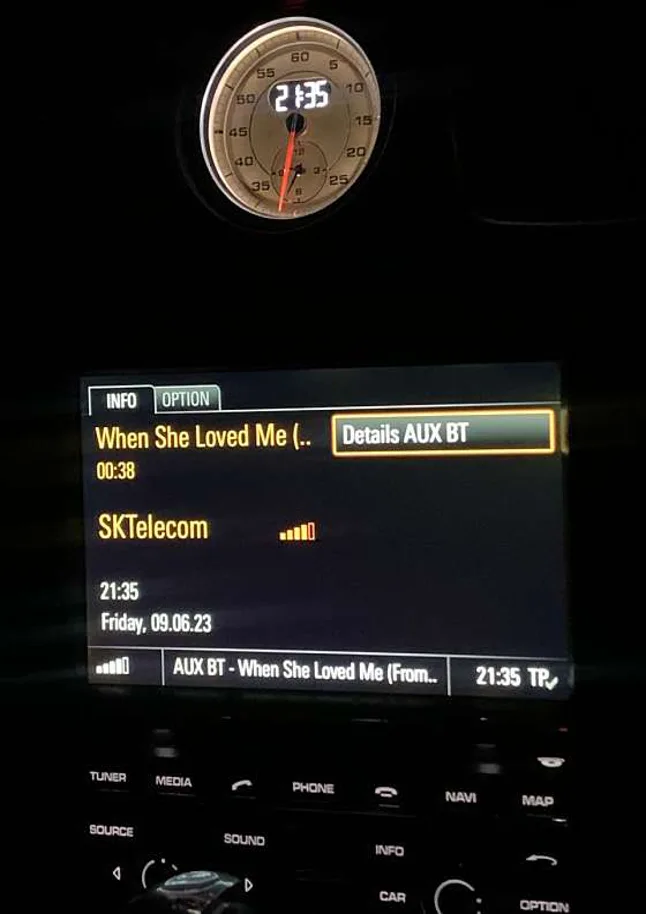 60
55
5
50
21:35
10
45
15
40
20
35
25
INFO
OPTION
When She Loved Me (..
Details AUX BT
00:38
SKTelecom
21:35
Friday, 09.06.23
AUX BT - When She Loved Me (From..
21:35 TP
TUNER
MEDIA
PHONE
NAVI
MAP
SOURCE
SOUND
INFO
CAR
OPTION